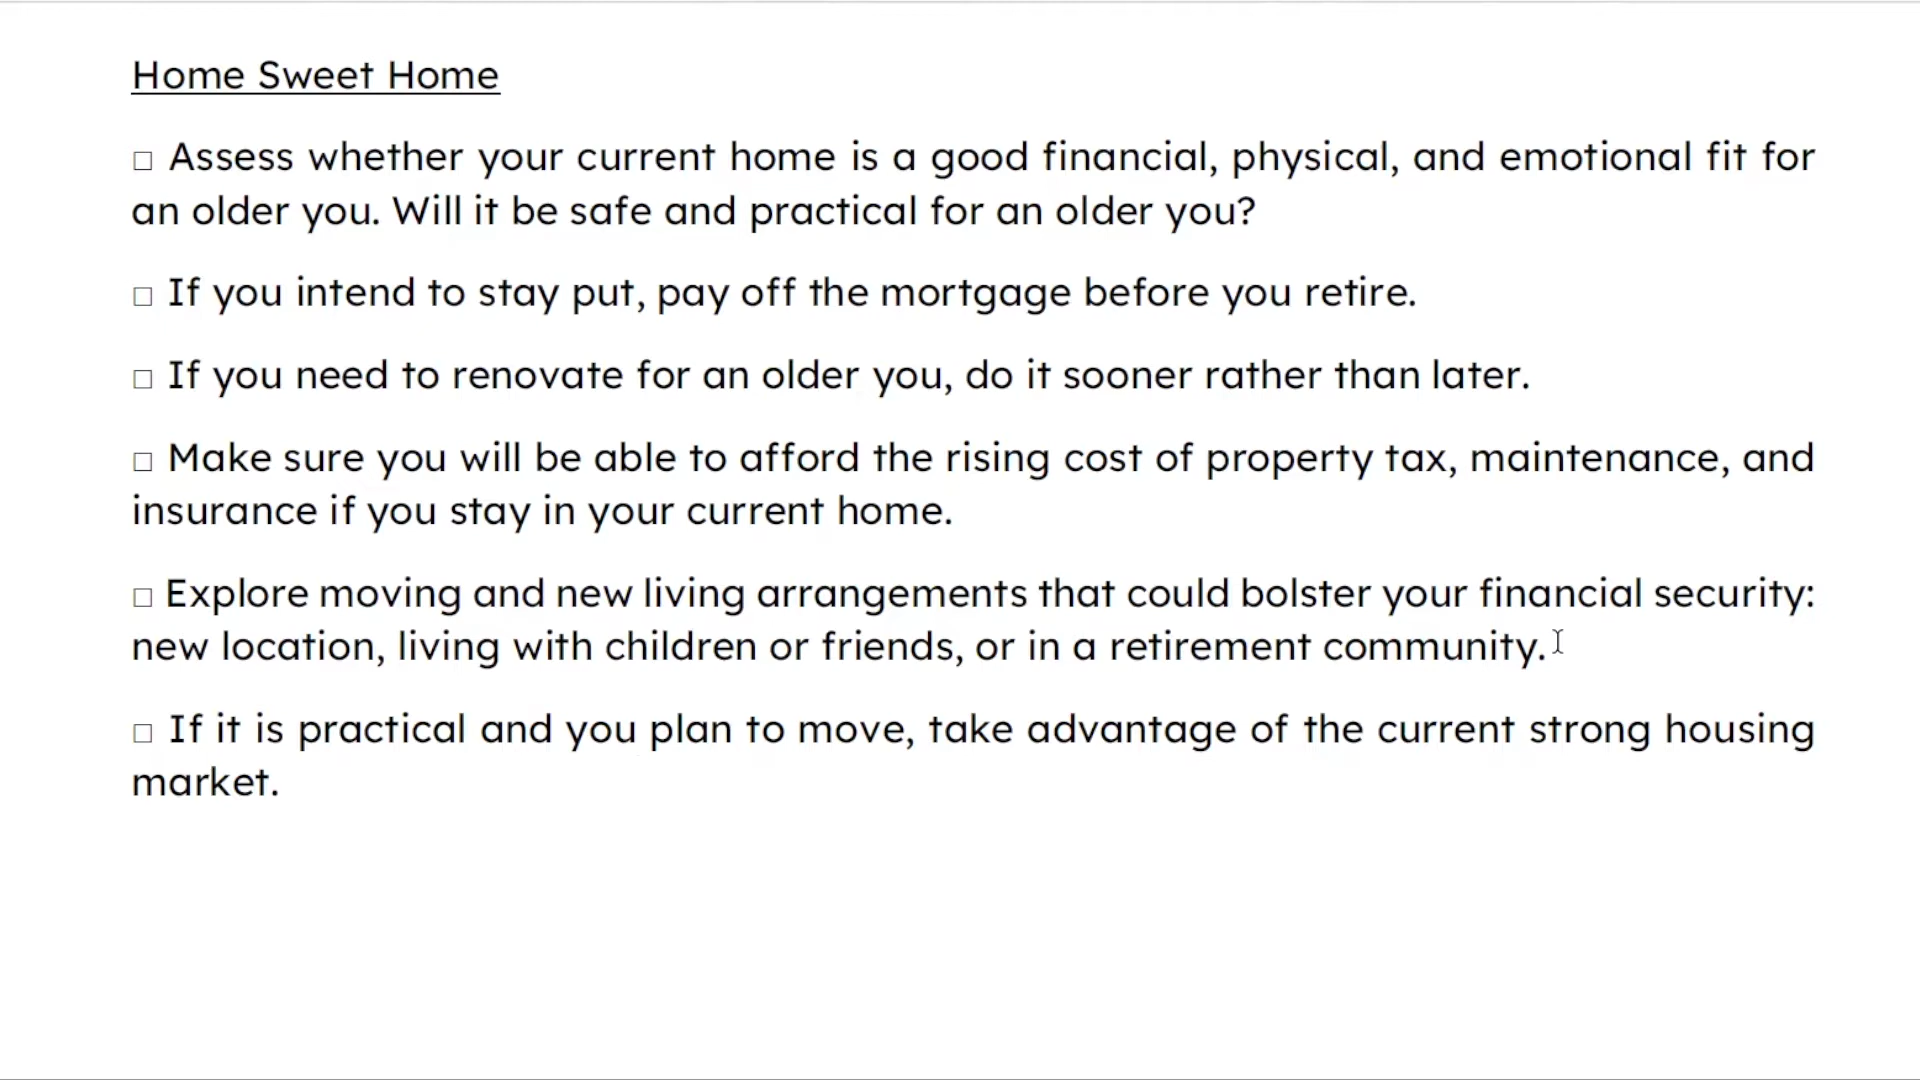 Home Sweet Home
□ Assess whether your current home is a good financial, physical, and emotional fit for
an older you. Will it be safe and practical for an older you?
□ If you intend to stay put, pay off the mortgage before you retire.
□ If you need to renovate for an older you, do it sooner rather than later.
□ Make sure you will be able to afford the rising cost of property tax, maintenance, and
insurance if you stay in your current home.
□ Explore moving and new living arrangements that could bolster your financial security:
new location, living with children or friends, or in a retirement community.
□ If it is practical and you plan to move, take advantage of the current strong housing
market.